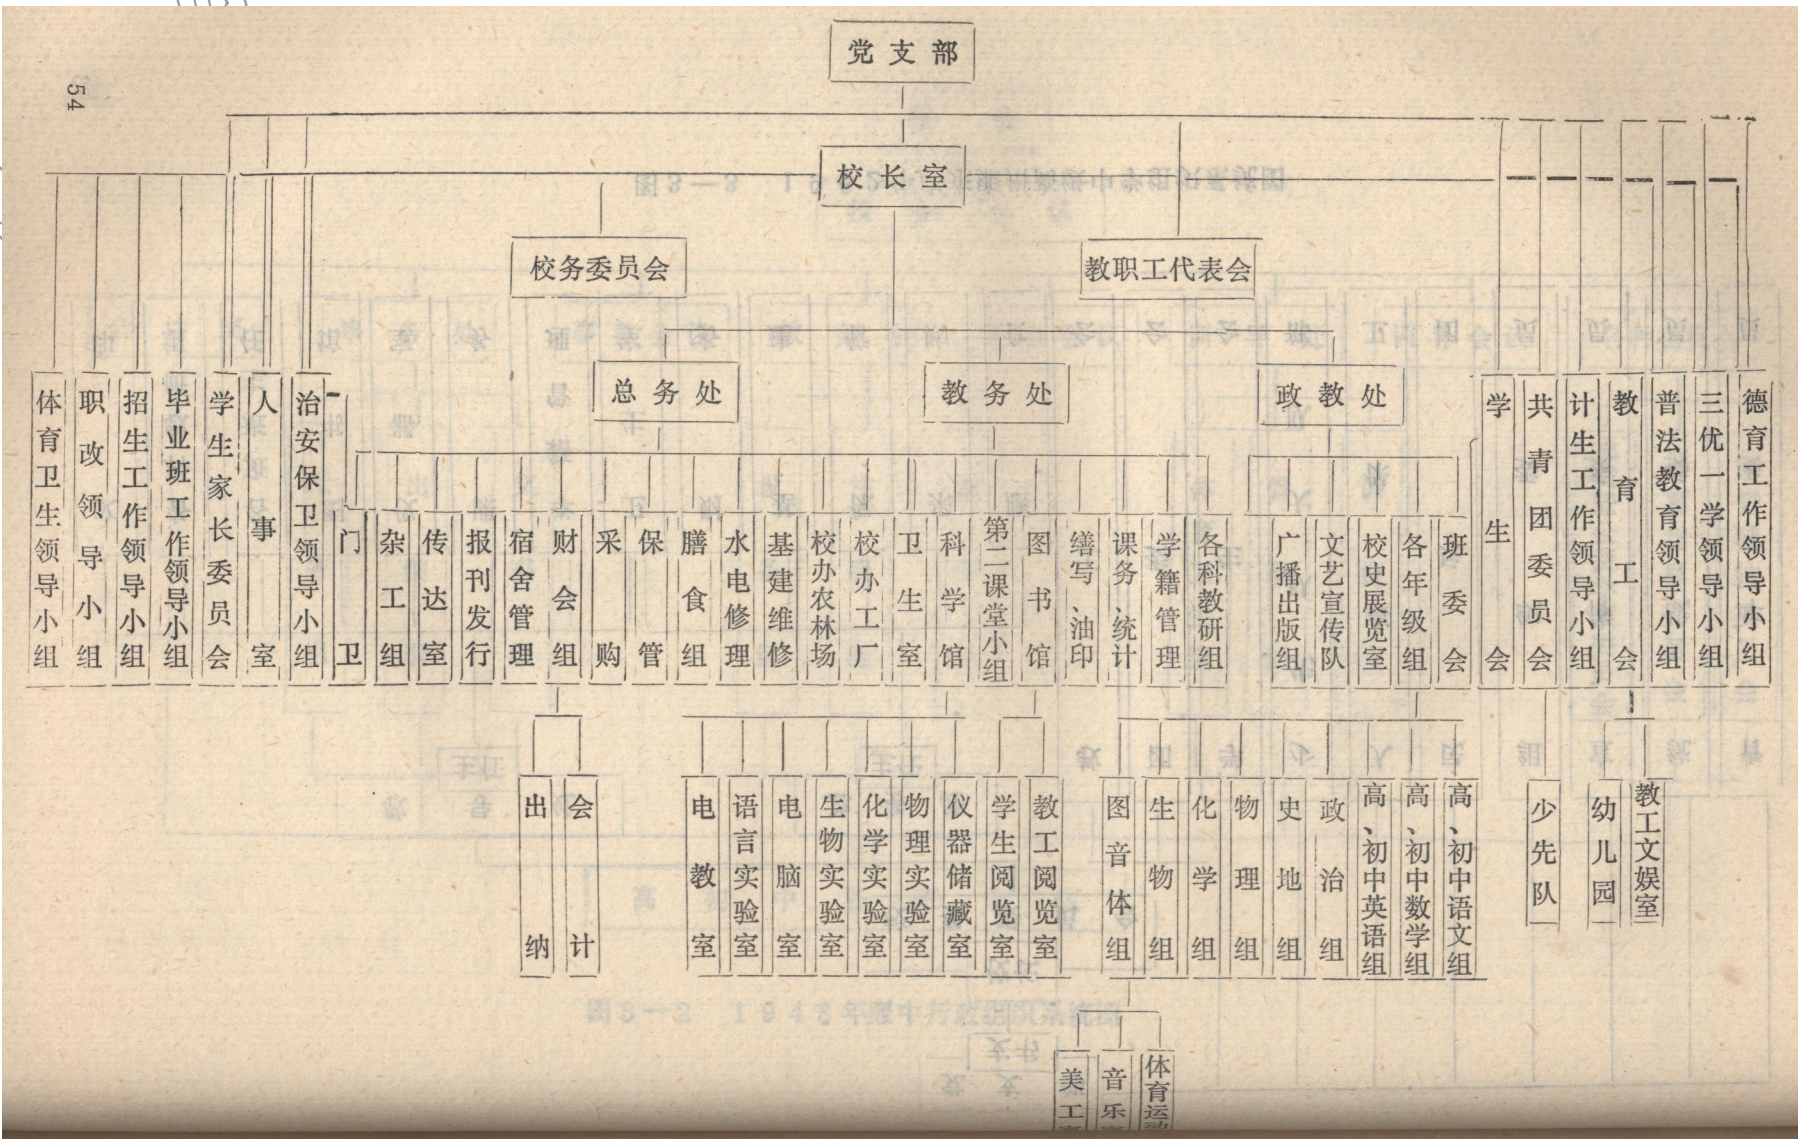 54
党支部
校长室
校务委员会
教职工代表会
总务处
教务处
政教处
体育卫生领导小组
职改领导小组
招生工作领导小组
毕业班工作领导小组
学生家长委员会
人事室
治安保卫领导小组
门卫
杂工组
传达室
报刊发行
宿舍管理
财会组
采购
保管
膳食组
水电修理
基建维修
校办农林场
校办工厂
卫生室
科学馆
第二课堂小组
图书馆
缮写、油印
课务、统计
学籍管理
各科教研组
广播出版组
文艺宣传队
校史展览室
各年级组
班委会
学生会
共青团委员会
计生工作领导小组
教育工会
普法教育领导小组
三优一学领导小组
德育工作领导小组
出纳
会计
电教室
语言实验室
电脑室
生物实验室
化学实验室
物理实验室
仪器储藏室
学生阅览室
教工阅览室
图音体组
生物组
化学组
物理组
史地组
政治组
高、初中英语组
高、初中数学组
高、初中语文组
少先队
幼儿园
教工文娱室
美工
音乐
体育运动